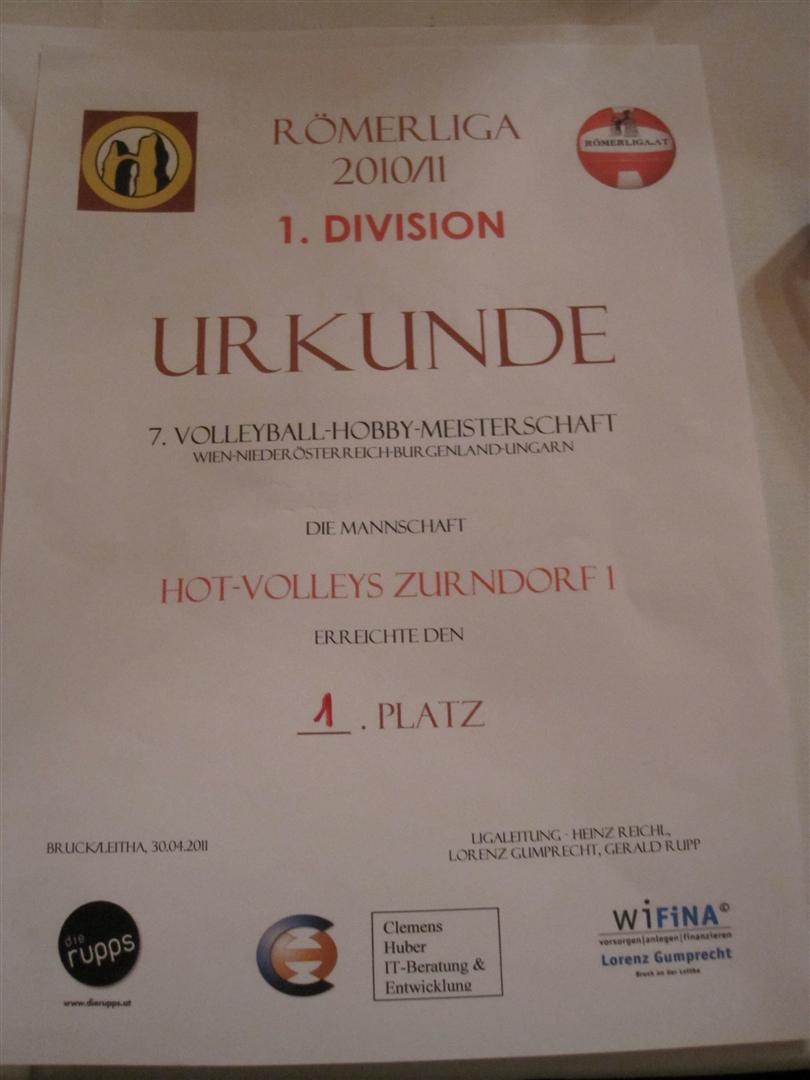 RÖMERLIGA
2010/11
1. DIVISION
RÖMERLIGA.AT
URKUNDE
7. VOLLEYBALL-HOBBY-MEISTERSCHAFT
WIEN-NIEDERÖSTERREICH-BURGENLAND-UNGARN
DIE MANNSCHAFT
HOT-VOLLEYS ZURNDORF 1
ERREICHTE DEN
1. PLATZ
BRUCK/LEITHA, 30.04.2011
LIGALEITUNG - HEINZ REICHL,
LORENZ GUMPRECHT, GERALD RUPP
die
rupps
www.dierupps.at
Clemens
Huber
IT-Beratung &
Entwicklung
WiFiNA©
vorsorgen|anlegen|finanzieren
Lorenz Gumprecht
Bruck an der Leitha